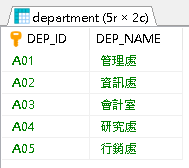 department (5r × 2c)
DEP_ID DEP_NAME
A01 管理處
A02 資訊處
A03 會計室
A04 研究處
A05 行銷處